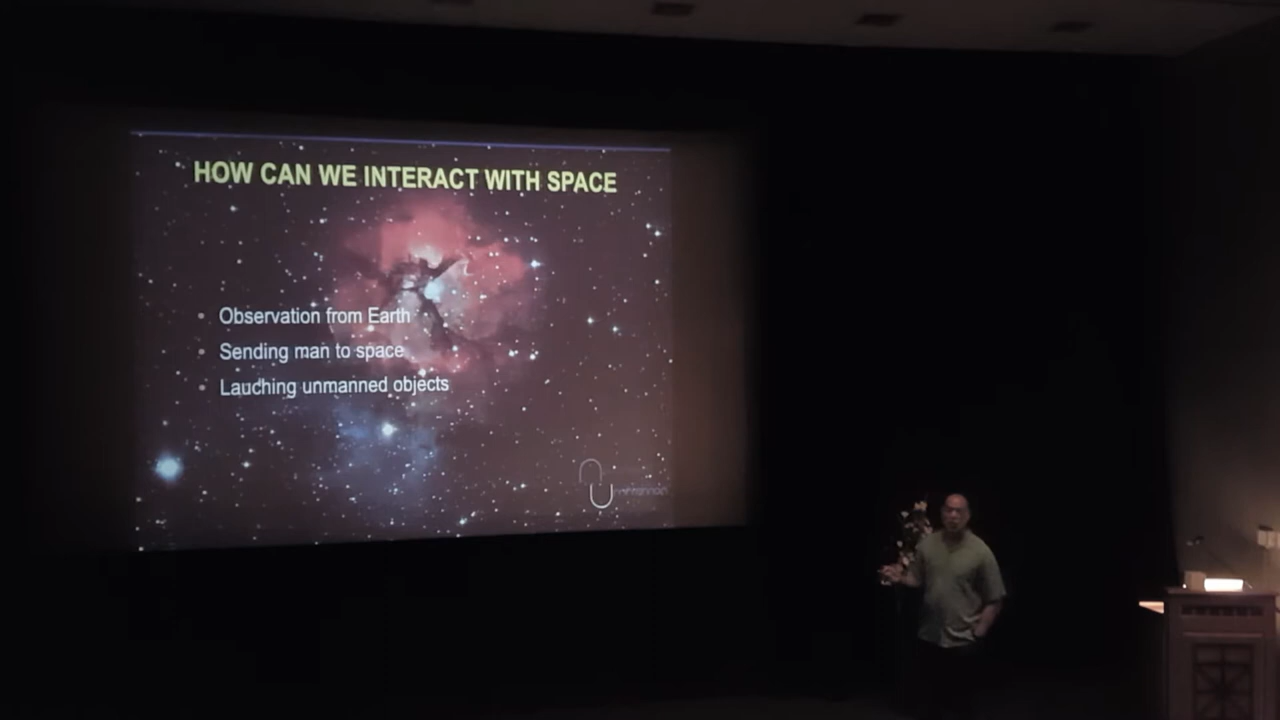 HOW CAN WE INTERACT WITH SPACE
Observation from Earth
Sending man to space
Lauching unmanned objects